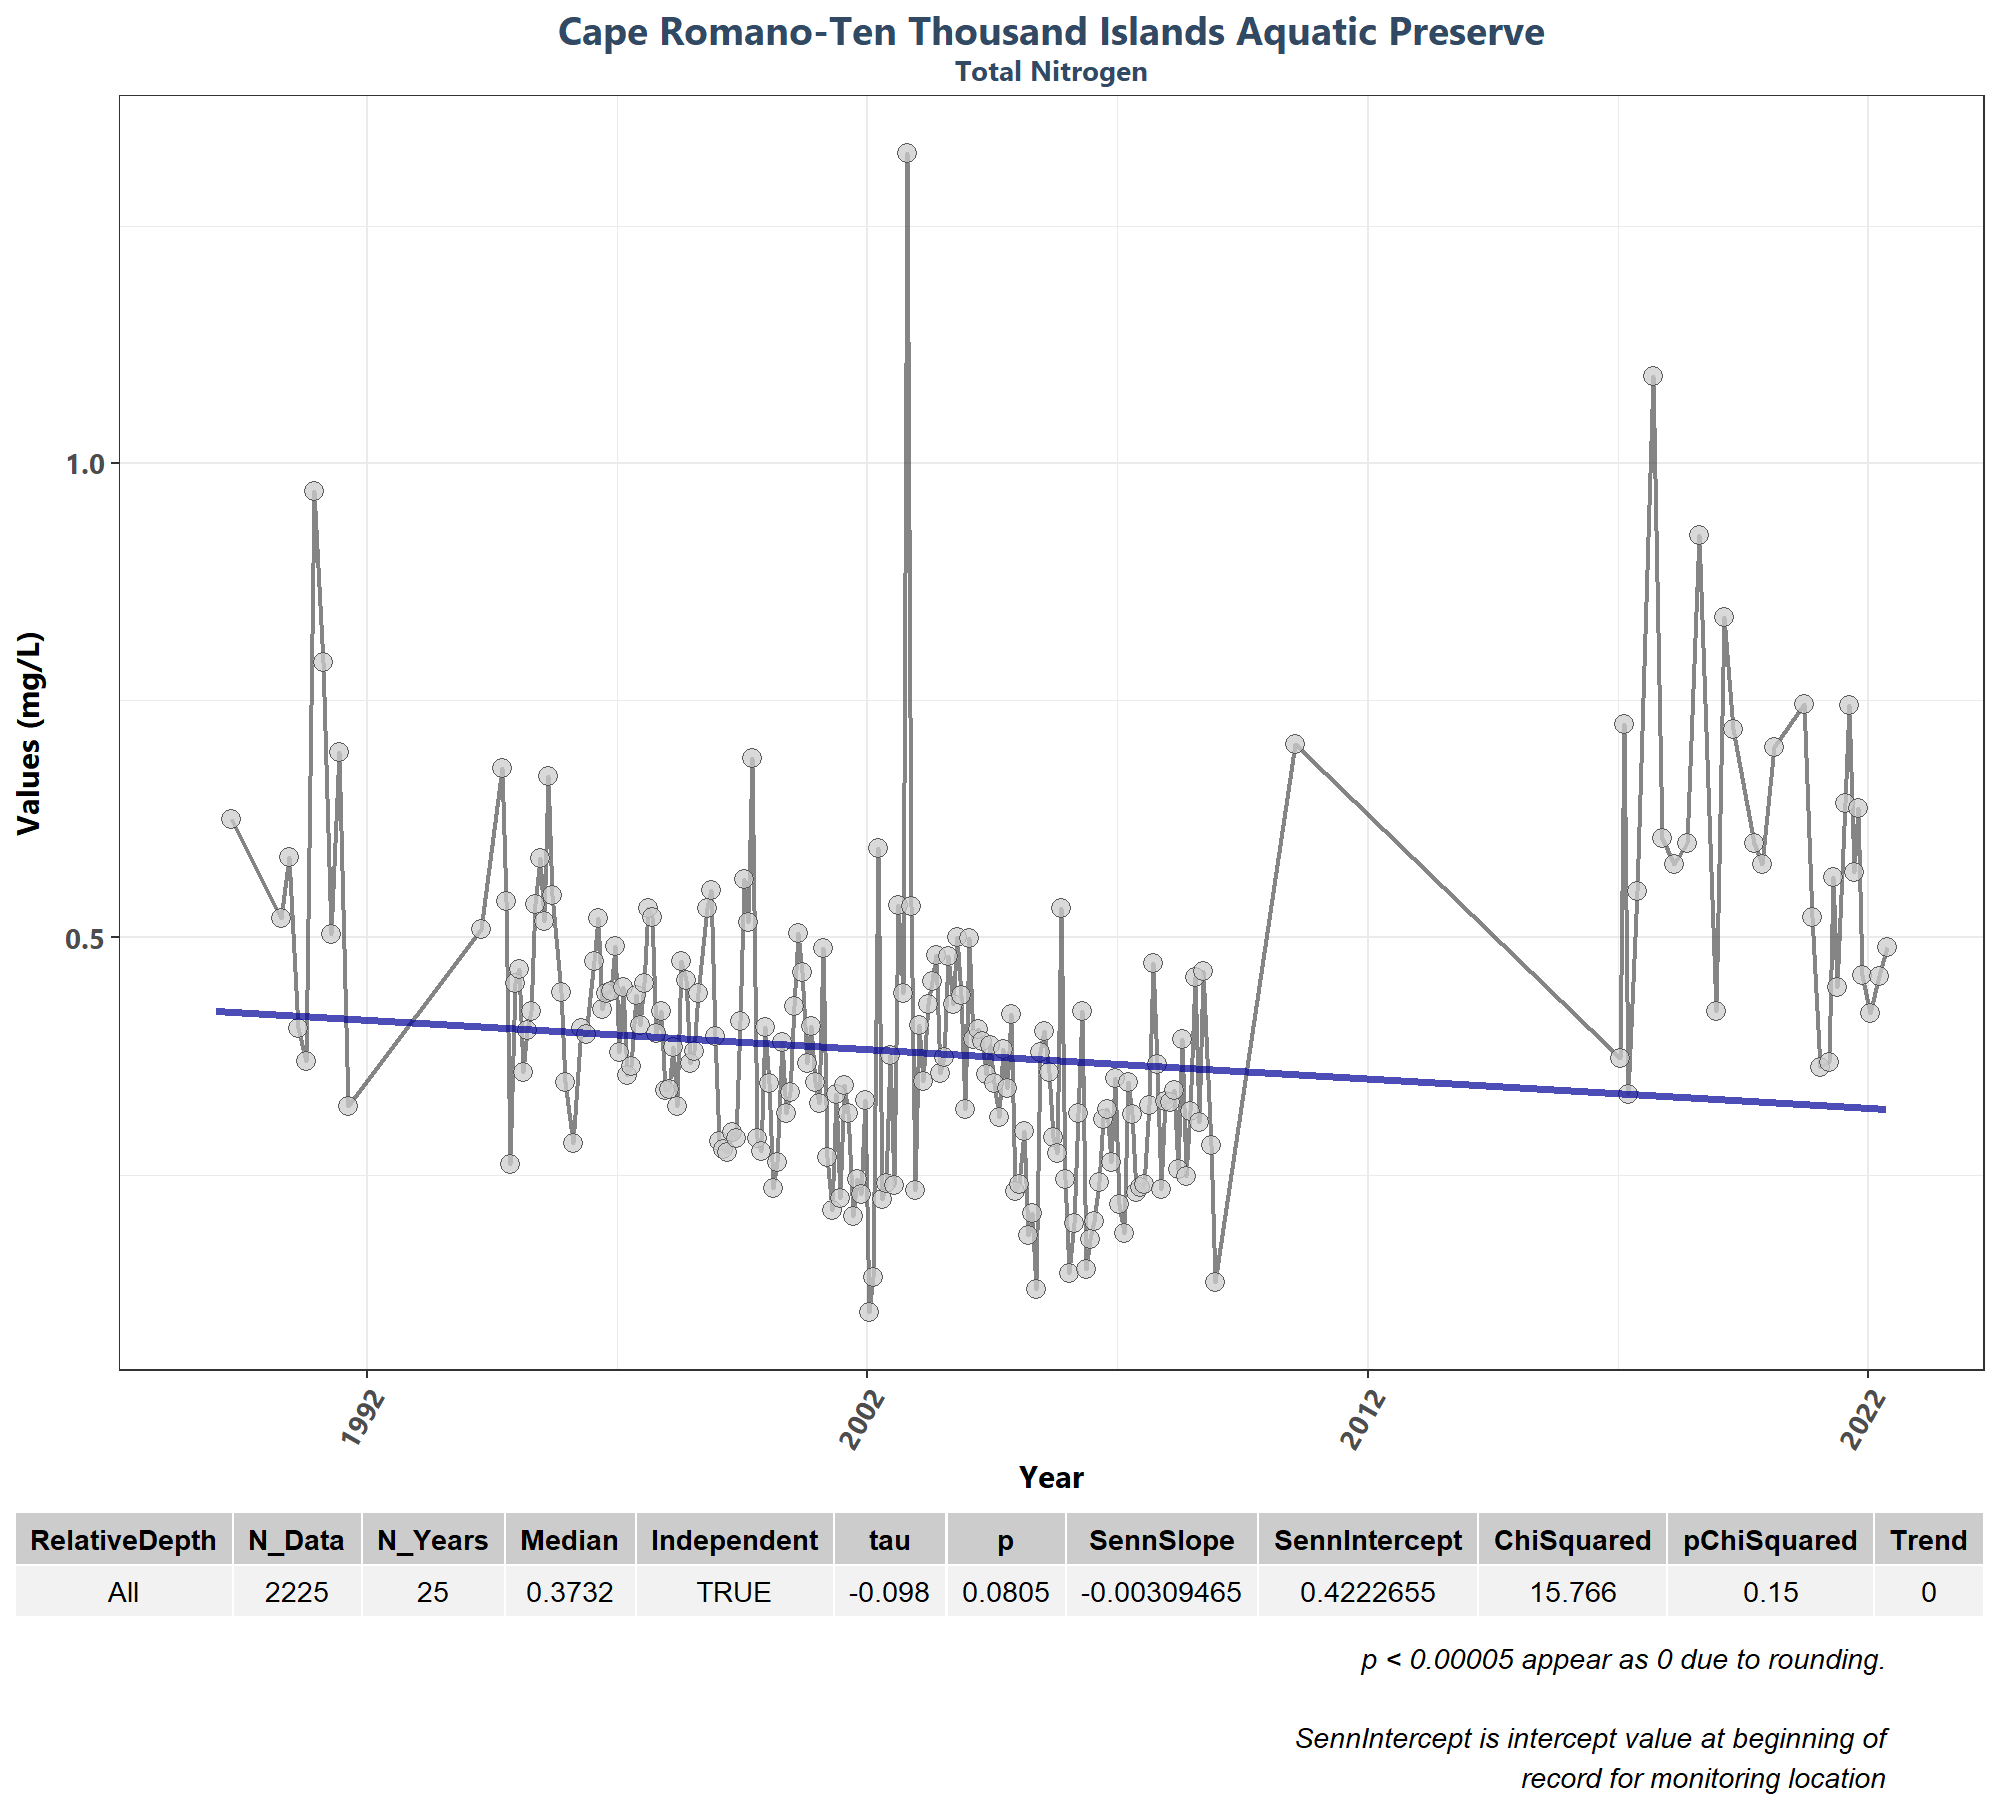 Cape Romano-Ten Thousand Islands Aquatic Preserve
Total Nitrogen
Values (mg/L)
1.0
0.5
1992
2002
2012
2022
Year
RelativeDepth N_Data N_Years Median Independent tau p SennSlope SennIntercept ChiSquared pChiSquared Trend
All 2225 25 0.3732 TRUE -0.098 0.0805 -0.00309465 0.4222655 15.766 0.15 0
p < 0.00005 appear as 0 due to rounding.
SennIntercept is intercept value at beginning of
record for monitoring location